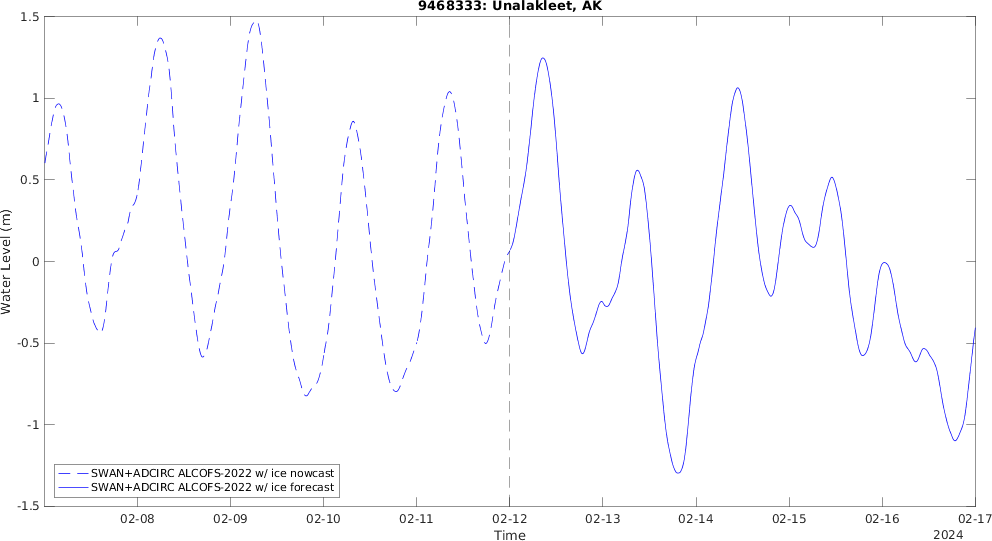 9468333: Unalakleet, AK
1.5
1
0.5
0
-0.5
-1
-1.5
Water Level (m)
SWAN+ADCIRC ALCOFS-2022 w/ ice nowcast
SWAN+ADCIRC ALCOFS-2022 w/ ice forecast
02-08 02-09 02-10 02-11 02-12 02-13 02-14 02-15 02-16 02-17
Time
2024